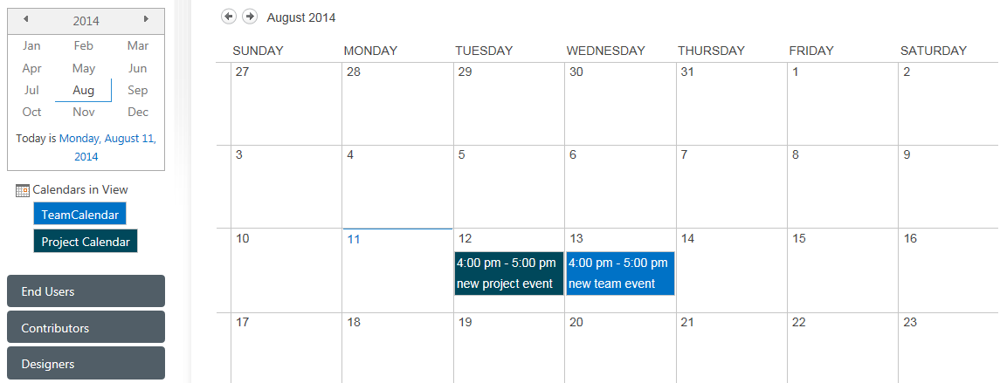 2014
Jan Feb Mar
Apr May Jun
Jul Aug Sep
Oct Nov Dec
Today is Monday, August 11,
2014
Calendars in View
TeamCalendar
Project Calendar
End Users
Contributors
Designers
August 2014
SUNDAY MONDAY TUESDAY WEDNESDAY THURSDAY FRIDAY SATURDAY
27 28 29 30 31 1 2
3 4 5 6 7 8 9
10 11 12 13 14 15 16
4:00 pm - 5:00 pm 4:00 pm - 5:00 pm
new project event new team event
17 18 19 20 21 22 23